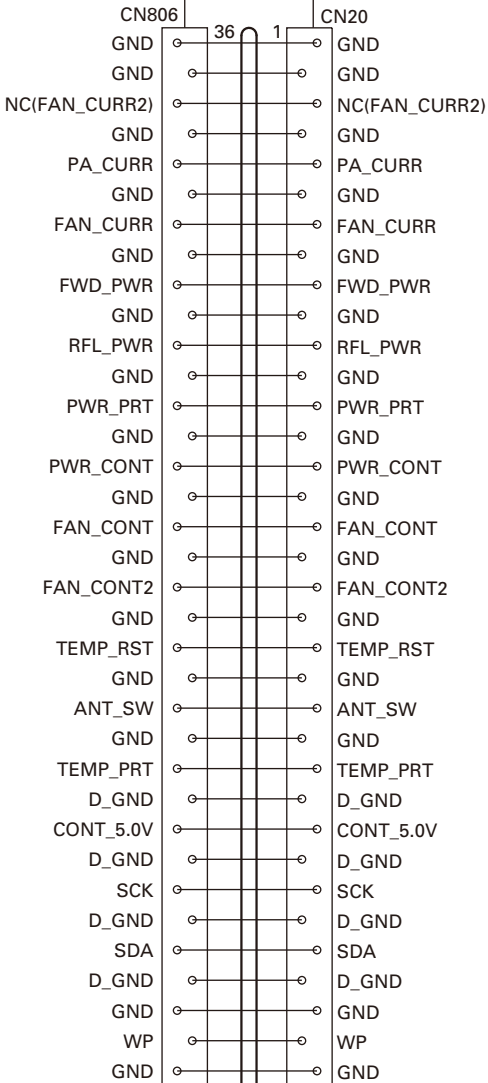 CN806 CN20
36 1
GND GND
GND GND
NC(FAN_CURR2) NC(FAN_CURR2)
GND GND
PA_CURR PA_CURR
GND GND
FAN_CURR FAN_CURR
GND GND
FWD_PWR FWD_PWR
GND GND
RFL_PWR RFL_PWR
GND GND
PWR_PRT PWR_PRT
GND GND
PWR_CONT PWR_CONT
GND GND
FAN_CONT FAN_CONT
GND GND
FAN_CONT2 FAN_CONT2
GND GND
TEMP_RST TEMP_RST
GND GND
ANT_SW ANT_SW
GND GND
TEMP_PRT TEMP_PRT
D_GND D_GND
CONT_5.0V CONT_5.0V
D_GND D_GND
SCK SCK
D_GND D_GND
SDA SDA
D_GND D_GND
GND GND
WP WP
GND GND